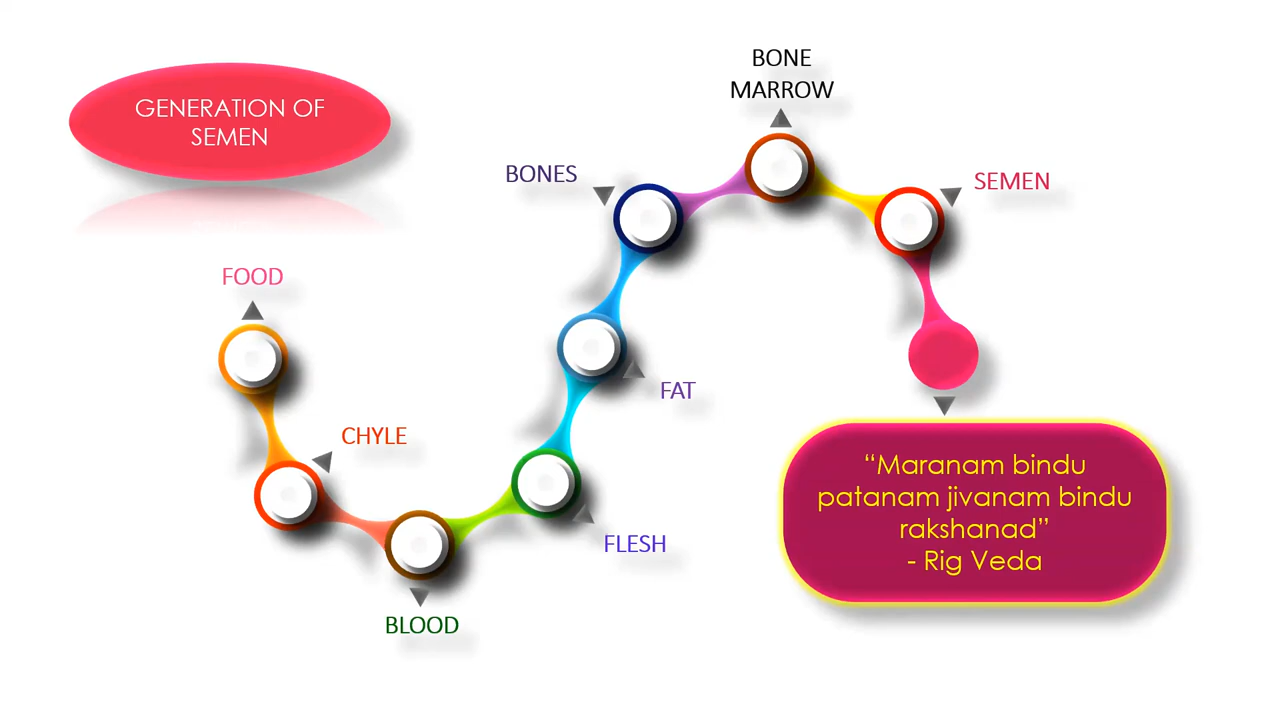 GENERATION OF
SEMEN
FOOD
CHYLE
BLOOD
FLESH
FAT
BONES
BONE
MARROW
SEMEN
“Maranam bindu
patanam jivanam bindu
rakshanad”
- Rig Veda